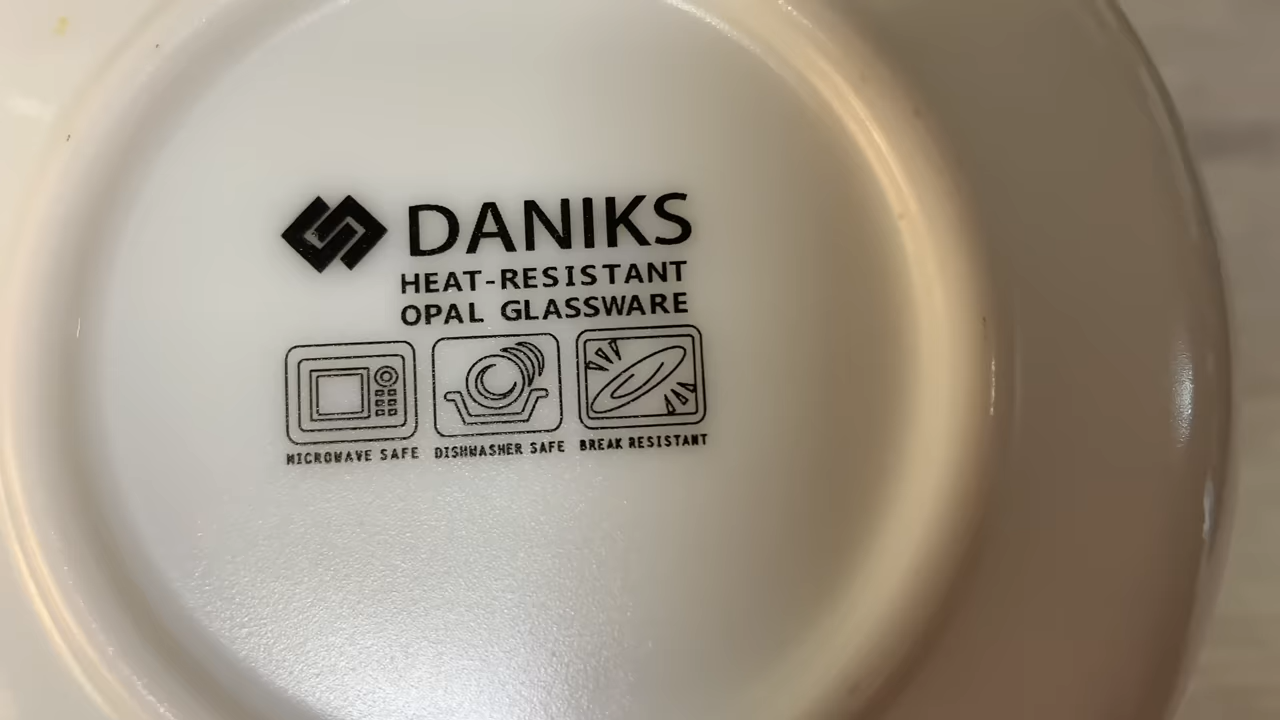 DANIKS
HEAT-RESISTANT
OPAL GLASSWARE
MICROWAVE SAFE DISHWASHER SAFE BREAK RESISTANT